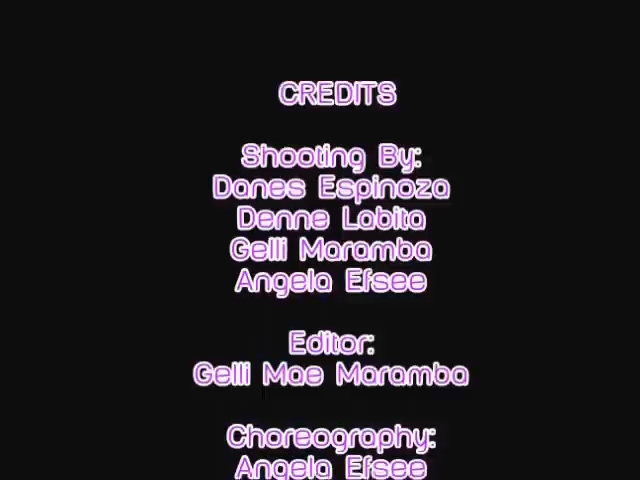 CREDITS
Shooting By:
Danes Espinoza
Denne Labita
Gelli Maramba
Angela Efsee
Editor:
Gelli Mae Maramba
Choreography:
Angela Efsee